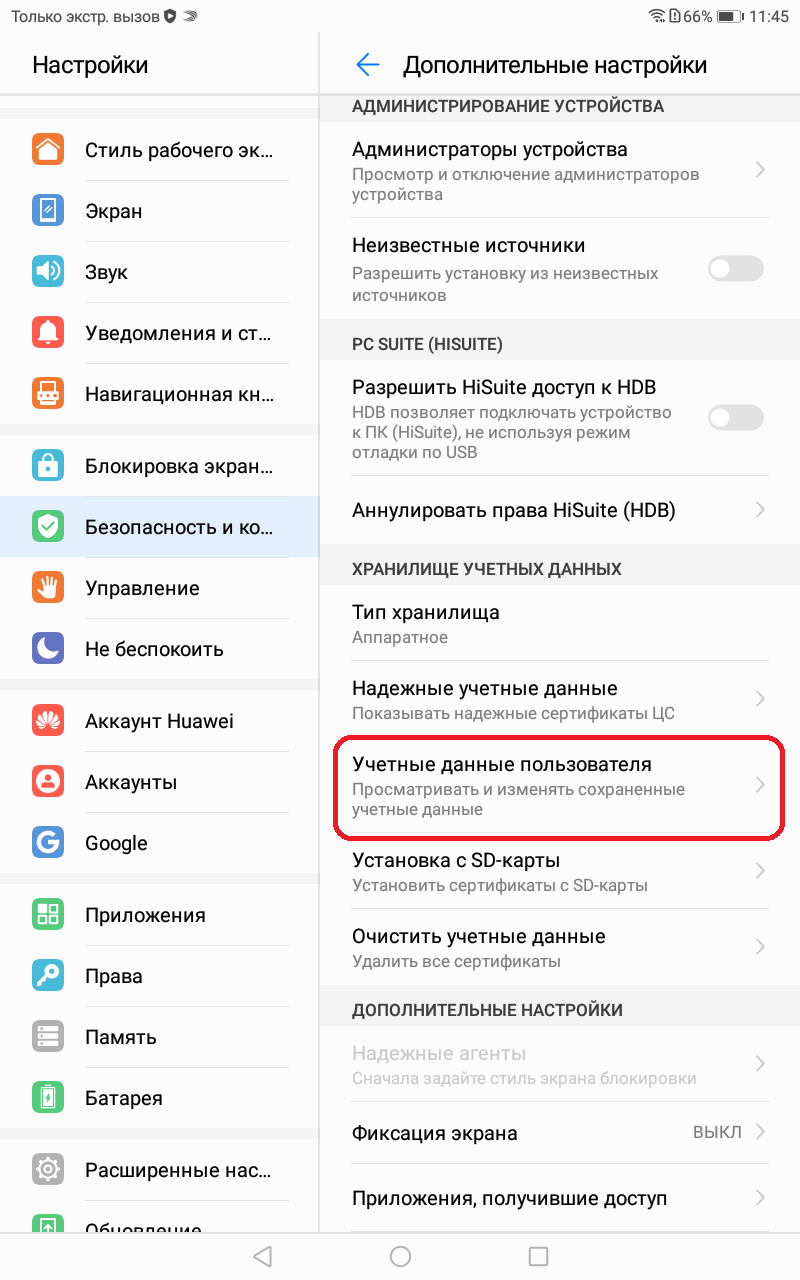 Только экстр. вызов
66%
11:45
Настройки
Стиль рабочего эк...
Экран
Звук
Уведомления и ст...
Навигационная кн...
Блокировка экран...
Безопасность и ко...
Управление
Не беспокоить
Аккаунт Huawei
Аккаунты
Google
Приложения
Права
Память
Батарея
Расширенные нас...
Обновление
Дополнительные настройки
АДМИНИСТРИРОВАНИЕ УСТРОЙСТВА
Администраторы устройства
Просмотр и отключение администраторов
устройства
Неизвестные источники
Разрешить установку из неизвестных
источников
PC SUITE (HISUITE)
Разрешить HiSuite доступ к HDB
HDB позволяет подключать устройство
к ПК (HiSuite), не используя режим
отладки по USB
Аннулировать права HiSuite (HDB)
ХРАНИЛИЩЕ УЧЕТНЫХ ДАННЫХ
Тип хранилища
Аппаратное
Надежные учетные данные
Показывать надежные сертификаты ЦС
Учетные данные пользователя
Просматривать и изменять сохраненные
учетные данные
Установка с SD-карты
Установить сертификаты с SD-карты
Очистить учетные данные
Удалить все сертификаты
ДОПОЛНИТЕЛЬНЫЕ НАСТРОЙКИ
Надежные агенты
Сначала задайте стиль экрана блокировки
Фиксация экрана
ВЫКЛ
Приложения, получившие доступ